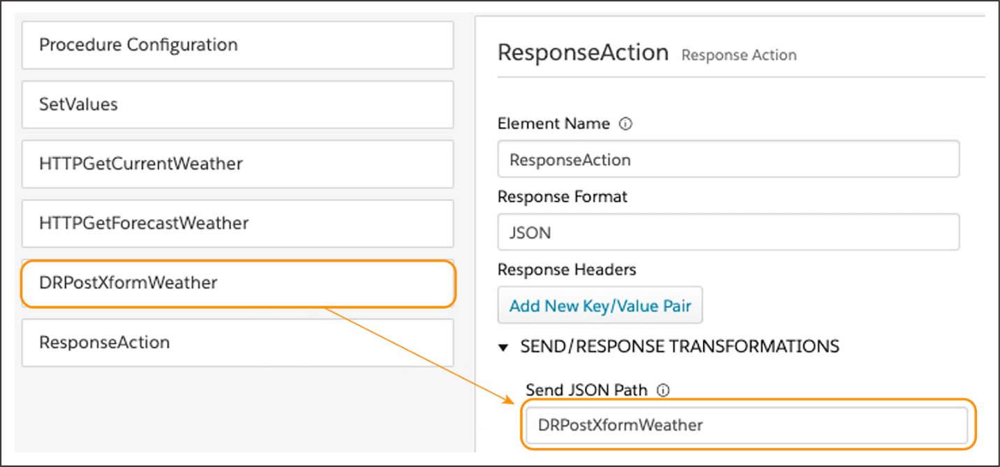 Procedure Configuration
SetValues
HTTPGetCurrentWeather
HTTPGetForecastWeather
DRPostXformWeather
ResponseAction
ResponseAction Response Action
Element Name
ResponseAction
Response Format
JSON
Response Headers
Add New Key/Value Pair
SEND/RESPONSE TRANSFORMATIONS
Send JSON Path
DRPostXformWeather